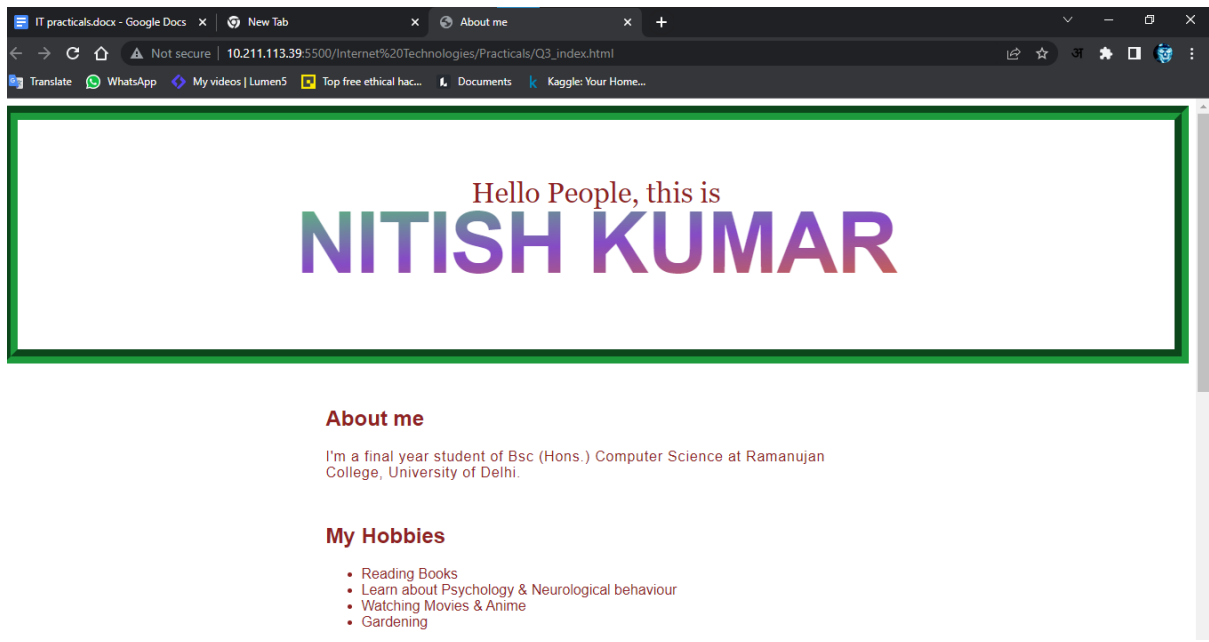 IT practicals.docx - Google Docs
New Tab
About me
Not secure | 10.211.113.39:5500/Internet%20Technologies/Practicals/Q3_index.html
अ
Translate WhatsApp My videos | Lumen5 Top free ethical hac... Documents Kaggle: Your Home...
Hello People, this is
NITISH KUMAR
About me
I'm a final year student of Bsc (Hons.) Computer Science at Ramanujan
College, University of Delhi.
My Hobbies
• Reading Books
• Learn about Psychology & Neurological behaviour
• Watching Movies & Anime
• Gardening